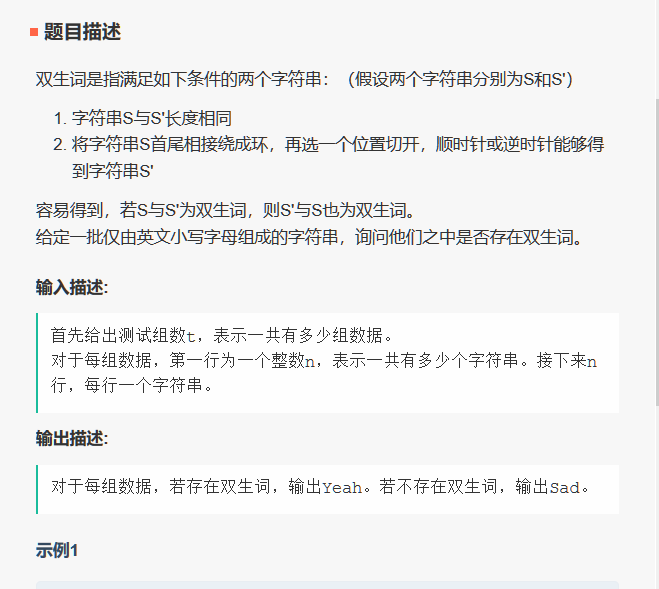 题目描述
双生词是指满足如下条件的两个字符串：（假设两个字符串分别为S和S'）
1. 字符串S与S'长度相同
2. 将字符串S首尾相接绕成环，再选一个位置切开，顺时针或逆时针能够得
到字符串S'
容易得到，若S与S'为双生词，则S'与S也为双生词。
给定一批仅由英文小写字母组成的字符串，询问他们之中是否存在双生词。
输入描述:
首先给出测试组数t，表示一共有多少组数据。
对于每组数据，第一行为一个整数n，表示一共有多少个字符串。接下来n
行，每行一个字符串。
输出描述:
对于每组数据，若存在双生词，输出Yeah。若不存在双生词，输出Sad。
示例1